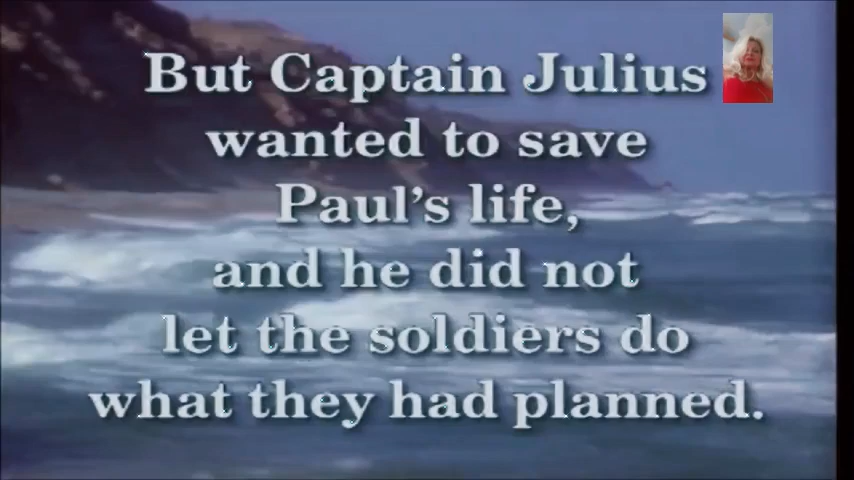 But Captain Julius
wanted to save
Paul's life,
and he did not
let the soldiers do
what they had planned.